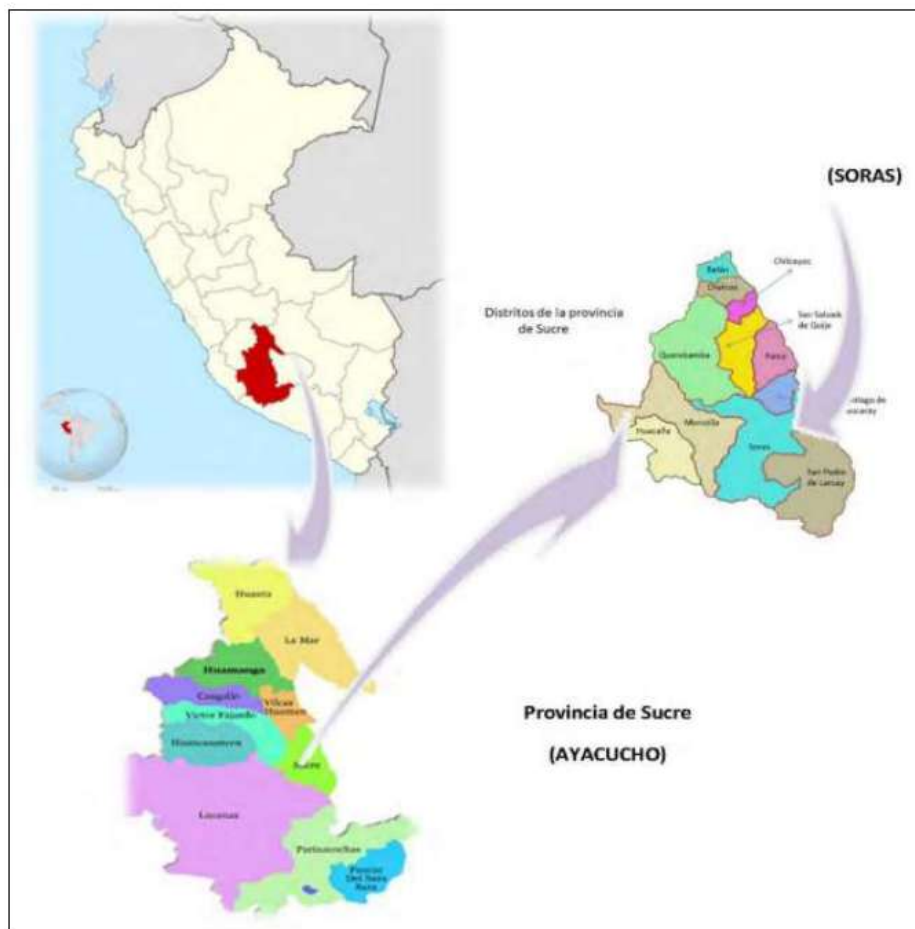 (SORAS)
Belén
Chalcos
Chilcayoc
Distritos de la provincia
de Sucre
San Salvador
de Quije
Querobamba
Paico
Morcolla
Huacaña
Soras
San Pedro
de Larcay
Huanta
La Mar
Huamanga
Cangallo
Vilcas
Huaman
Victor Fajardo
Huancasancos
Sucre
Lucanas
Parinacochas
Paucar
Del Sara
Sara
Provincia de Sucre
(AYACUCHO)